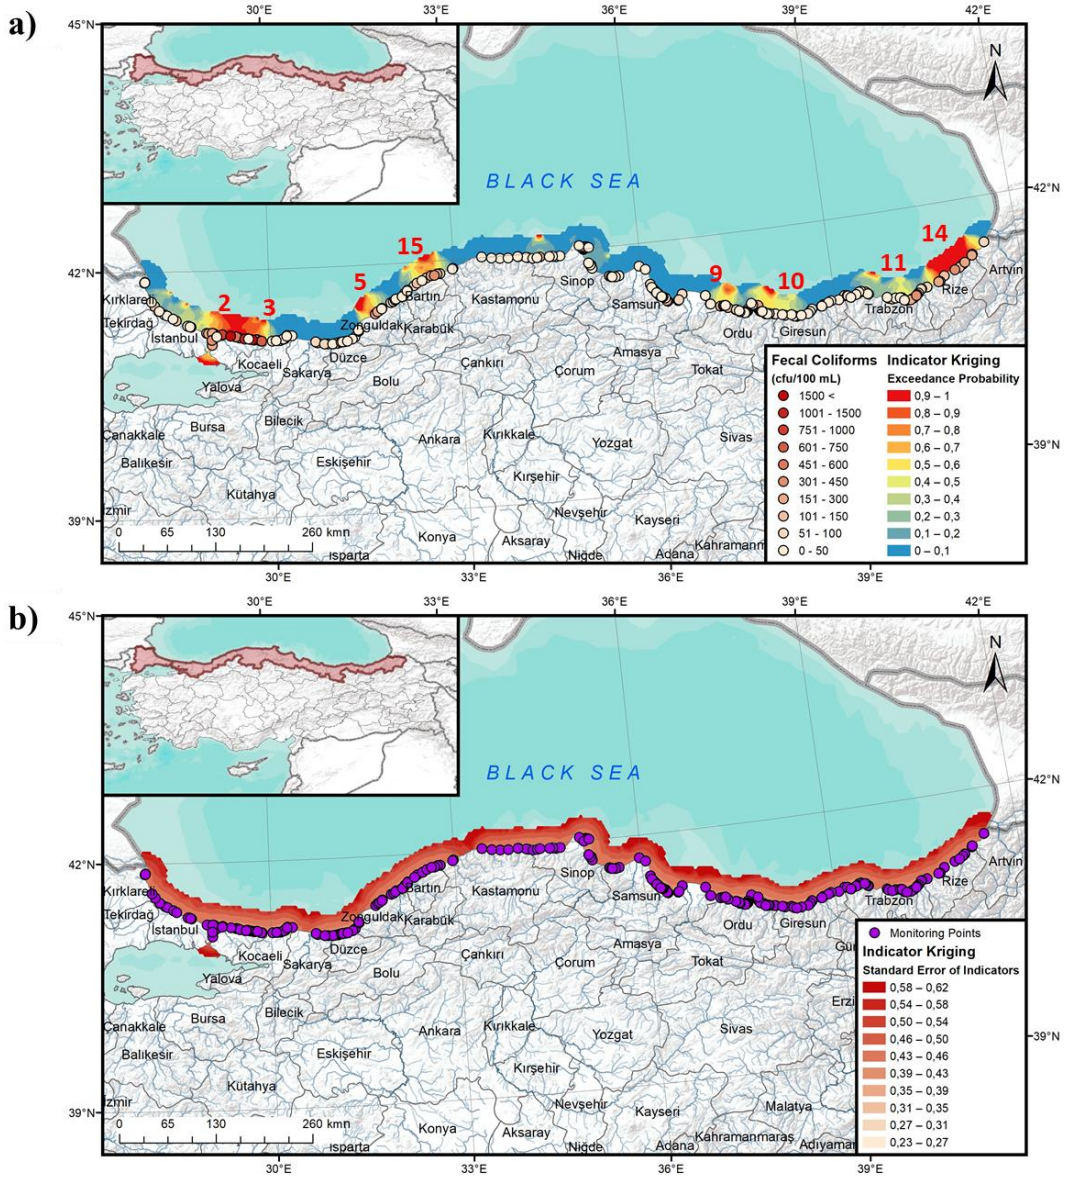 a)
30°E 33°E 36°E 39°E 42°E
45°N
N
BLACK SEA
42°N
14
15
42°N
11
5
9
10
2
3
Artvin
Rize
Trabzon
Giresun
Ordu
Samsun
Sinop
Kastamonu
Bartın
Zonguldak
Karabük
Düzce
Kırklareli
Tekirdağ
İstanbul
Kocaeli
Sakarya
Yalova
Bolu
Çankırı
Çorum
Amasya
Tokat
Çanakkale
Bursa
Bilecik
Ankara
Kırıkkale
Yozgat
Sivas
39°N
Balıkesir
Eskişehir
Kırşehir
Kütahya
Nevşehir
Kayseri
39°N
Konya
Aksaray
Niğde
Adana
0 65 130 260 kmn
Fecal Coliforms
(cfu/100 mL)
1500 <
1001 - 1500
751 - 1000
601 - 750
451 - 600
301 - 450
151 - 300
101 - 150
51 - 100
0 - 50
Indicator Kriging
Exceedance Probability
0,9 – 1
0,8 – 0,9
0,7 – 0,8
0,6 – 0,7
0,5 – 0,6
0,4 – 0,5
0,3 – 0,4
0,2 – 0,3
0,1 – 0,2
0 – 0,1
30°E 33°E 36°E 39°E
b)
30°E 33°E 36°E 39°E 42°E
45°N
N
BLACK SEA
42°N
42°N
Artvin
Rize
Trabzon
Giresun
Ordu
Samsun
Sinop
Kastamonu
Bartın
Zonguldak
Karabük
Düzce
Kırklareli
Tekirdağ
İstanbul
Kocaeli
Sakarya
Yalova
Bolu
Çankırı
Çorum
Amasya
Tokat
Çanakkale
Bursa
Bilecik
Ankara
Kırıkkale
Yozgat
Sivas
39°N
Balıkesir
Eskişehir
Kırşehir
Kütahya
Nevşehir
Kayseri
Malatya
39°N
Konya
Aksaray
Niğde
Adana
Kahramanmaraş
0 65 130 260 kmn
Monitoring Points
Indicator Kriging
Standard Error of Indicators
0,58 – 0,62
0,54 – 0,58
0,50 – 0,54
0,46 – 0,50
0,43 – 0,46
0,39 – 0,43
0,35 – 0,39
0,31 – 0,35
0,27 – 0,31
0,23 – 0,27
30°E 33°E 36°E 39°E